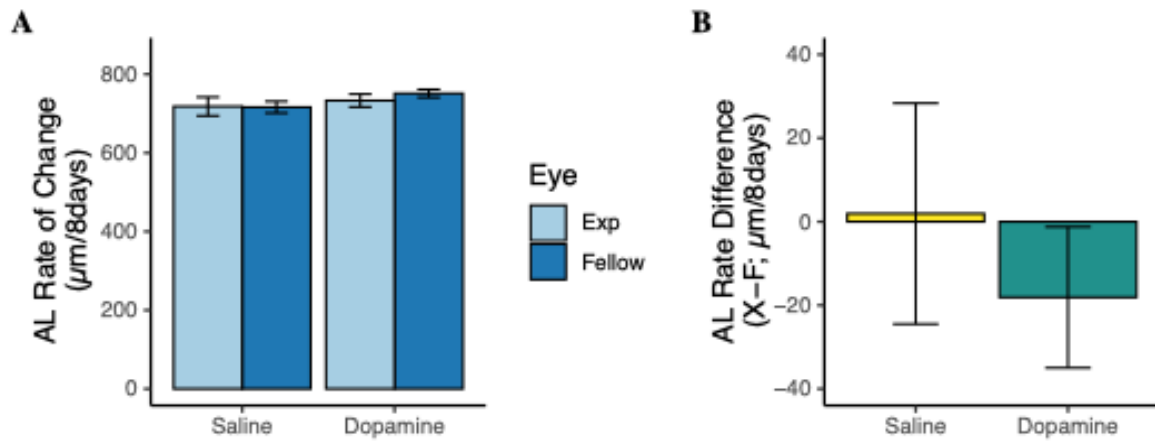 A
AL Rate of Change
(µm/8days)
800
600
400
200
0
Saline
Dopamine
Eye
Exp
Fellow
B
AL Rate Difference
(X−F; µm/8days)
40
20
0
−20
−40
Saline
Dopamine